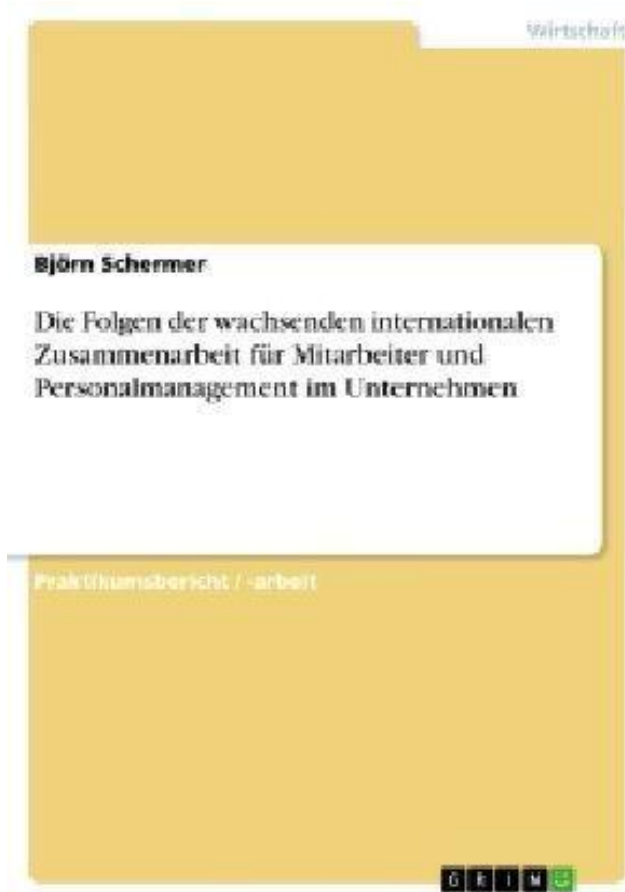 Wirtschaft
Björn Schermer
Die Folgen der wachsenden internationalen
Zusammenarbeit für Mitarbeiter und
Personalmanagement im Unternehmen
Praktikumsbericht / -arbeit
GRIN